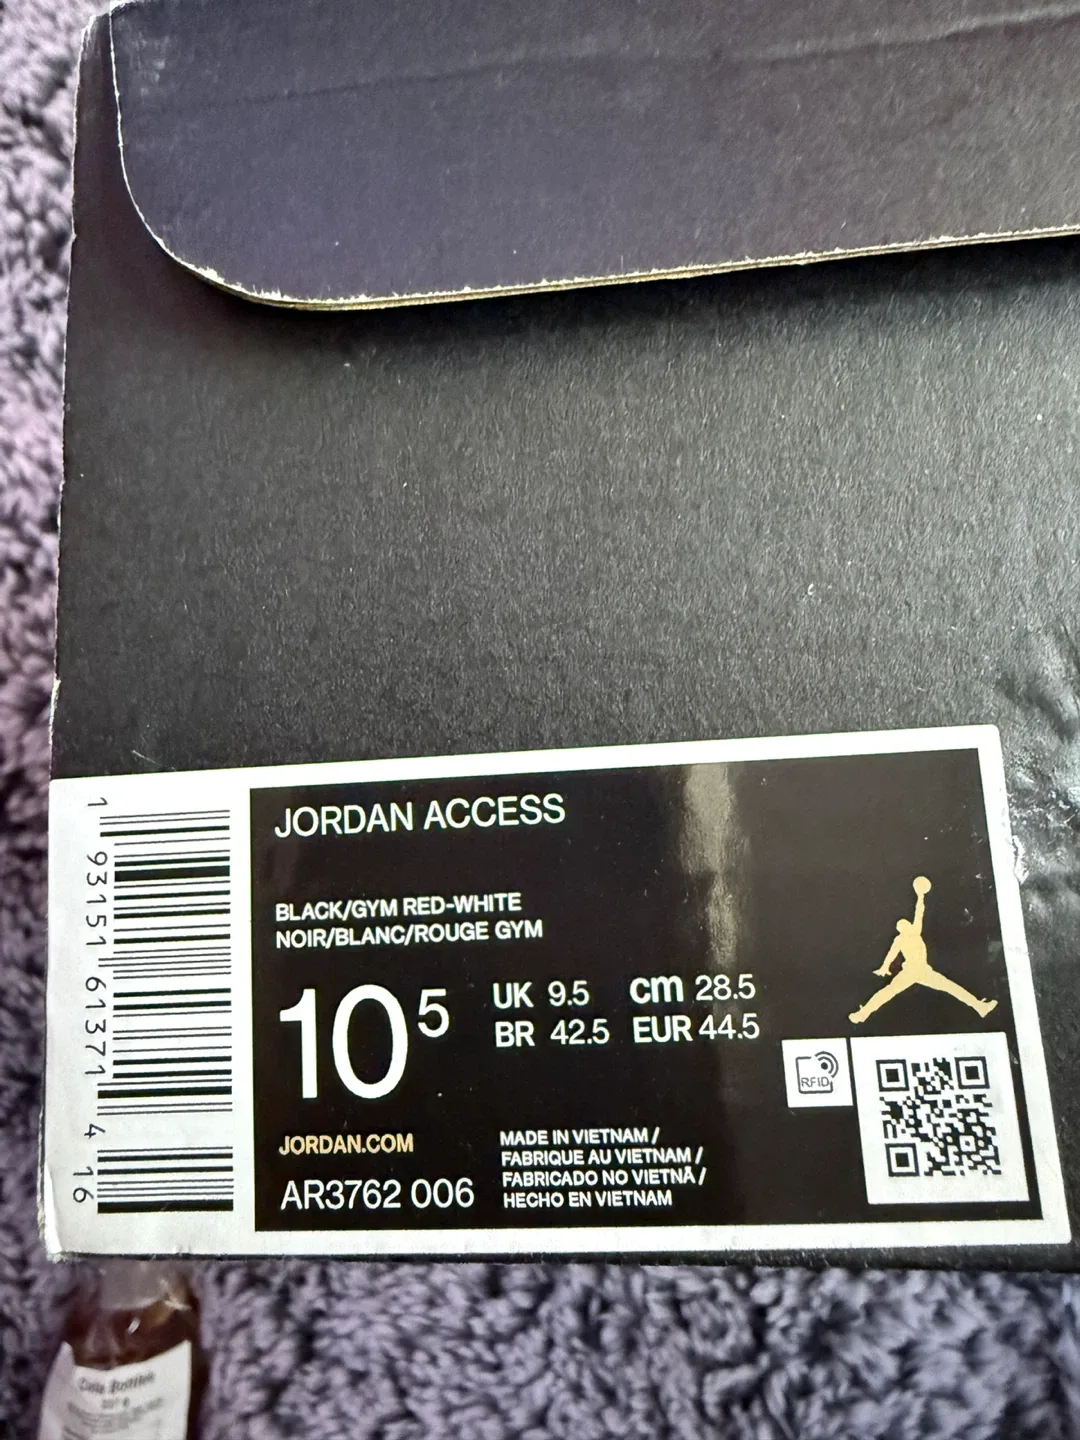 JORDAN ACCESS
BLACK/GYM RED-WHITE
NOIR/BLANC/ROUGE GYM
10 5
UK 9.5 cm 28.5
BR 42.5 EUR 44.5
RFID
JORDAN.COM
AR3762 006
MADE IN VIETNAM /
FABRIQUE AU VIETNAM /
FABRICADO NO VIETNÃ /
HECHO EN VIETNAM
1 93151 61371 4 16